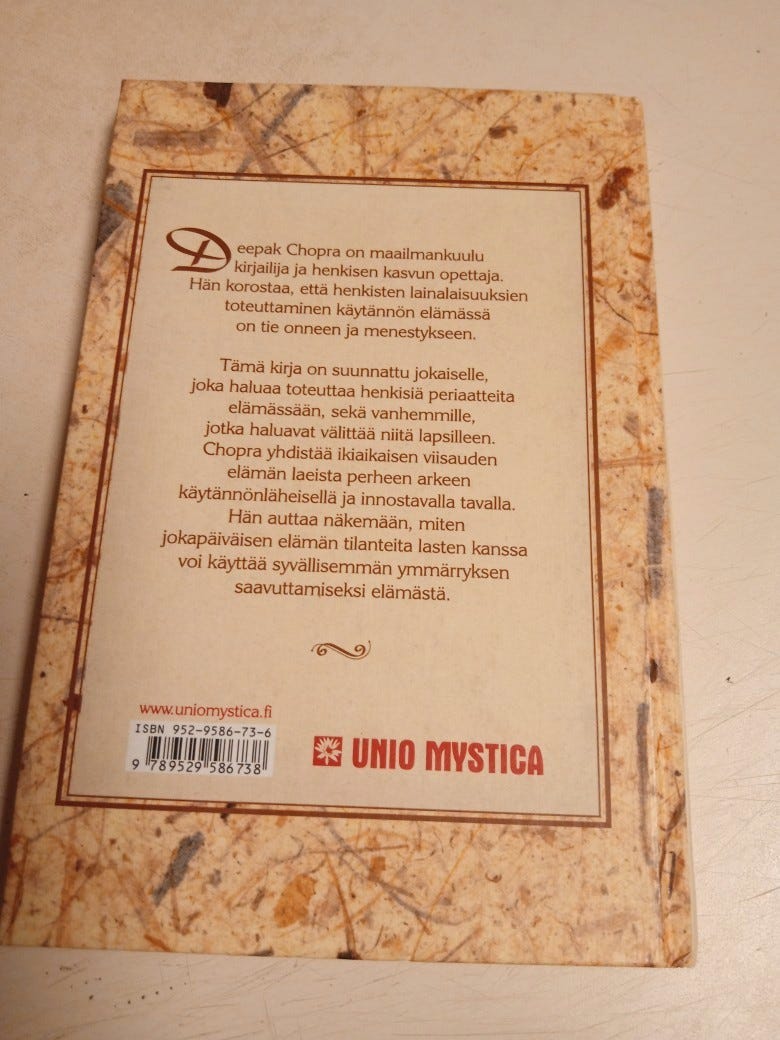 Deepak Chopra on maailmankuulu
kirjailija ja henkisen kasvun opettaja.
Hän korostaa, että henkisten lainalaisuuksien
toteuttaminen käytännön elämässä
on tie onneen ja menestykseen.
Tämä kirja on suunnattu jokaiselle,
joka haluaa toteuttaa henkisiä periaatteita
elämässään, sekä vanhemmille,
jotka haluavat välittää niitä lapsilleen.
Chopra yhdistää ikiaikaisen viisauden
elämän laeista perheen arkeen
käytännönläheisellä ja innostavalla tavalla.
Hän auttaa näkemään, miten
jokapäiväisen elämän tilanteita lasten kanssa
voi käyttää syvällisemmän ymmärryksen
saavuttamiseksi elämästä.
www.uniomystica.fi
ISBN 952-9586-73-6
9 789529 586738
UNIO MYSTICA